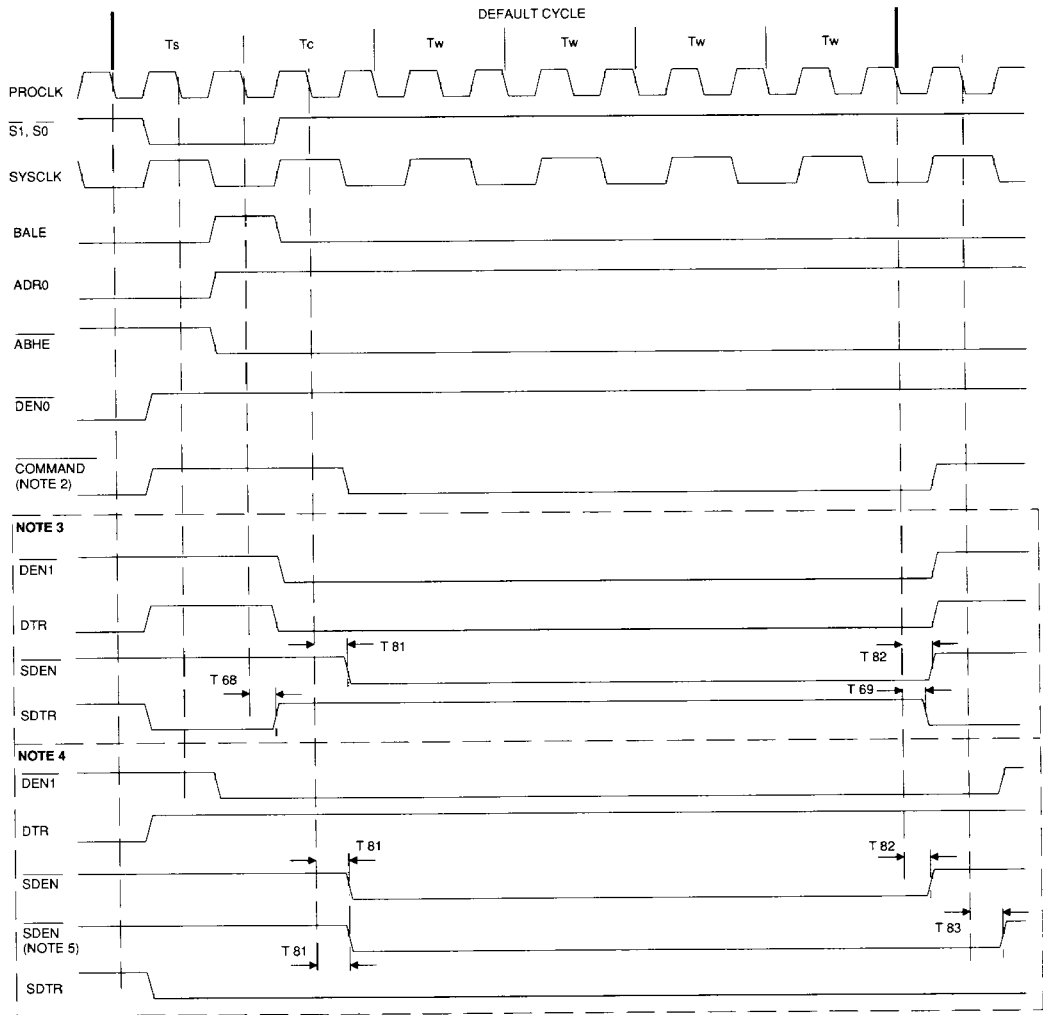 DEFAULT CYCLE
Ts Tc Tw Tw Tw Tw
PROCLK
S1, S0
SYSCLK
BALE
ADR0
ABHE
DEN0
COMMAND
(NOTE 2)
NOTE 3
DEN1
DTR
T 81
T 82
SDEN
T 68
T 69
SDTR
NOTE 4
DEN1
DTR
T 81
T 82
SDEN
SDEN
(NOTE 5)
T 83
T 81
SDTR